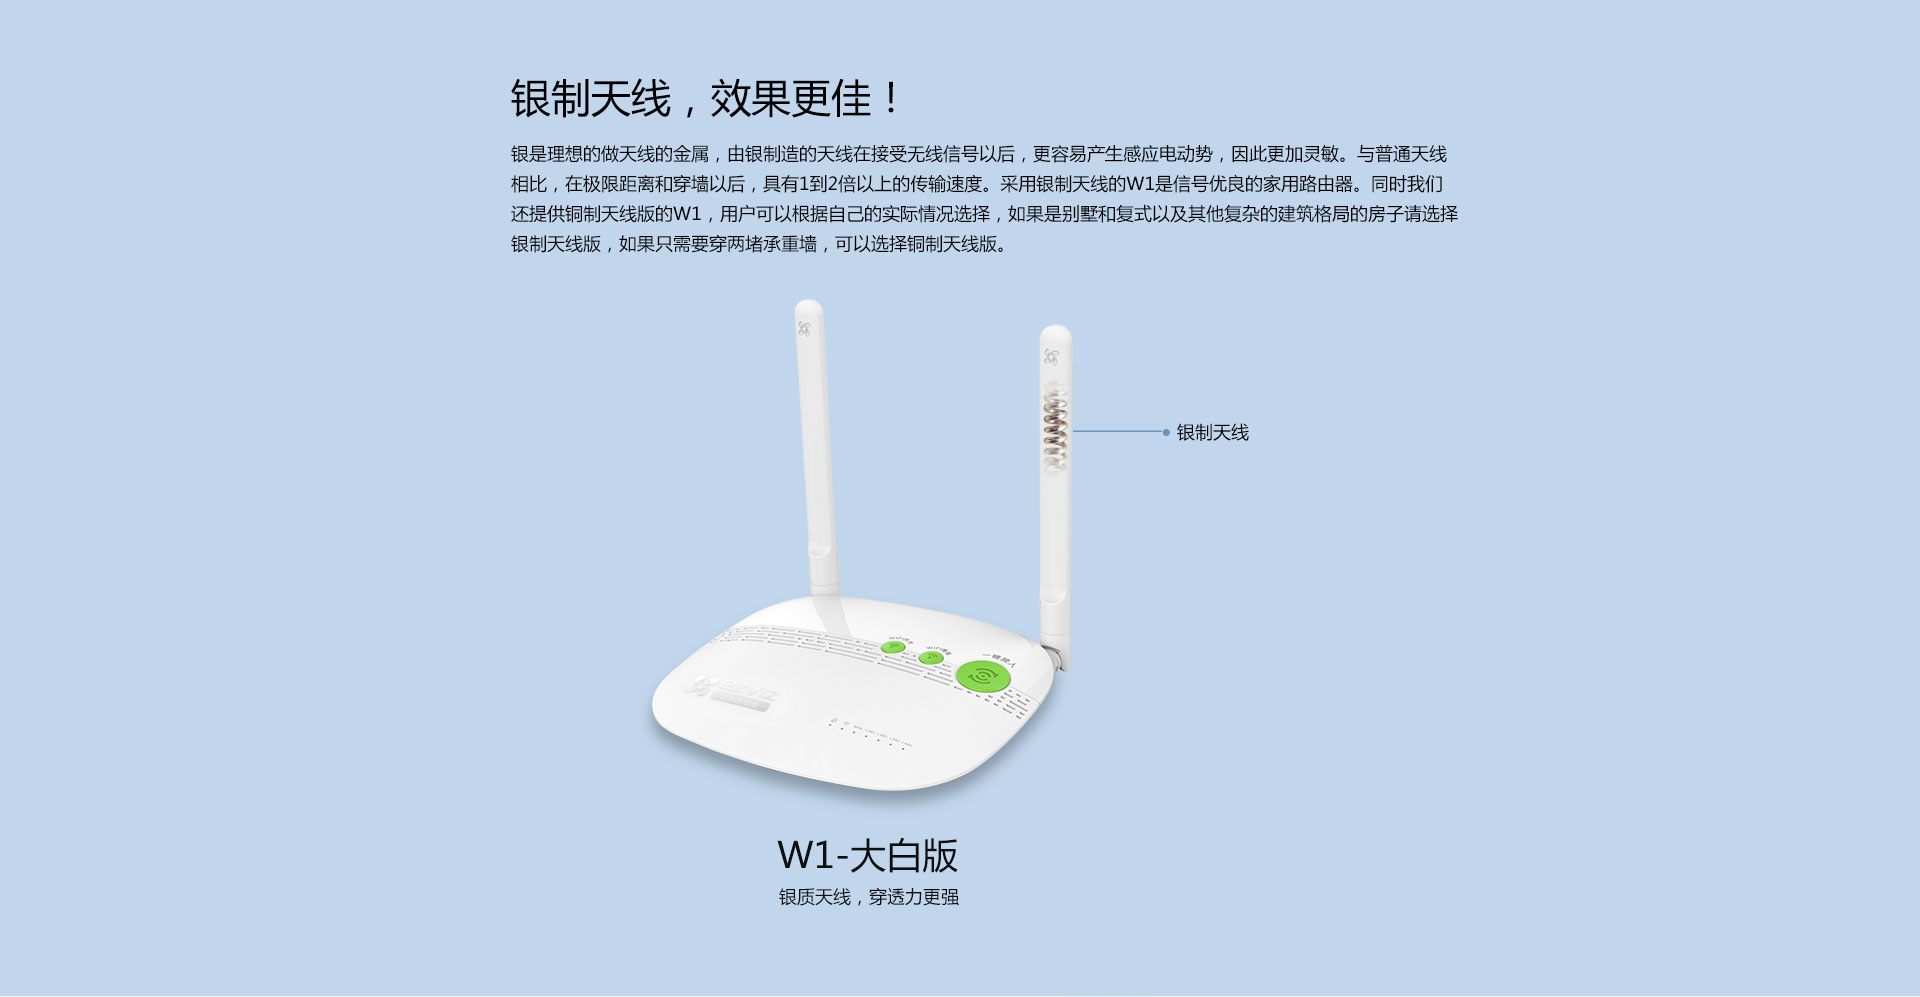 银制天线，效果更佳！
银是理想的做天线的金属，由银制造的天线在接受无线信号以后，更容易产生感应电动势，因此更加灵敏。与普通天线
相比，在极限距离和穿墙以后，具有1到2倍以上的传输速度。采用银制天线的W1是信号优良的家用路由器。同时我们
还提供铜制天线版的W1，用户可以根据自己的实际情况选择，如果是别墅和复式以及其他复杂的建筑格局的房子请选择
银制天线版，如果只需要穿两堵承重墙，可以选择铜制天线版。
银制天线
一键接入
EZVIZ
W1-大白版
银质天线，穿透力更强